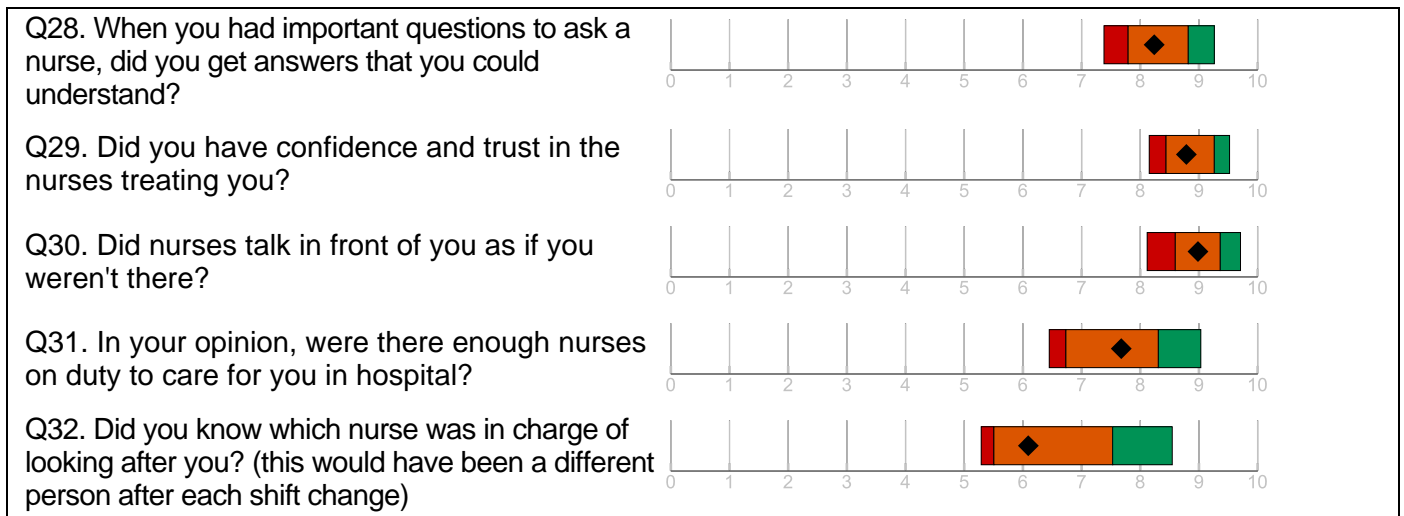 Q28. When you had important questions to ask a
nurse, did you get answers that you could
understand?
0 1 2 3 4 5 6 7 8 9 10
Q29. Did you have confidence and trust in the
nurses treating you?
0 1 2 3 4 5 6 7 8 9 10
Q30. Did nurses talk in front of you as if you
weren't there?
0 1 2 3 4 5 6 7 8 9 10
Q31. In your opinion, were there enough nurses
on duty to care for you in hospital?
0 1 2 3 4 5 6 7 8 9 10
Q32. Did you know which nurse was in charge of
looking after you? (this would have been a different
person after each shift change)
0 1 2 3 4 5 6 7 8 9 10